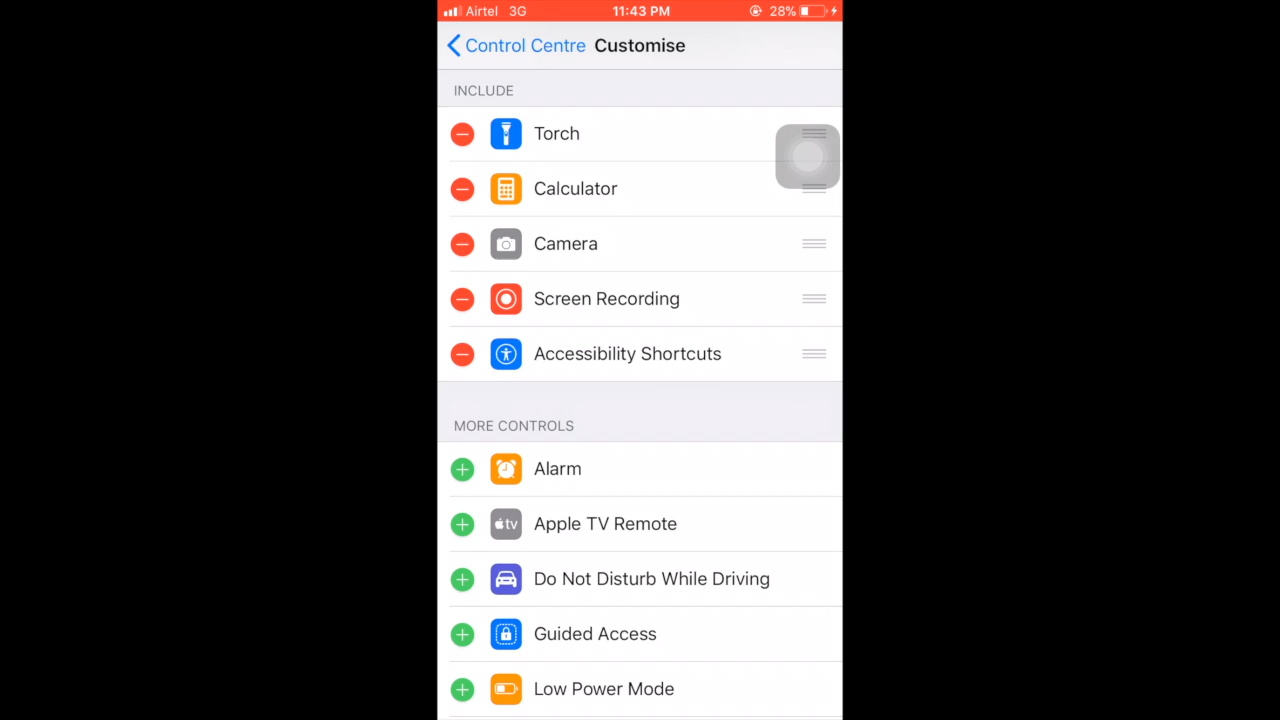 Airtel 3G 11:43 PM 28%
Control Centre Customise
INCLUDE
Torch
Calculator
Camera
Screen Recording
Accessibility Shortcuts
MORE CONTROLS
Alarm
tv Apple TV Remote
Do Not Disturb While Driving
Guided Access
Low Power Mode